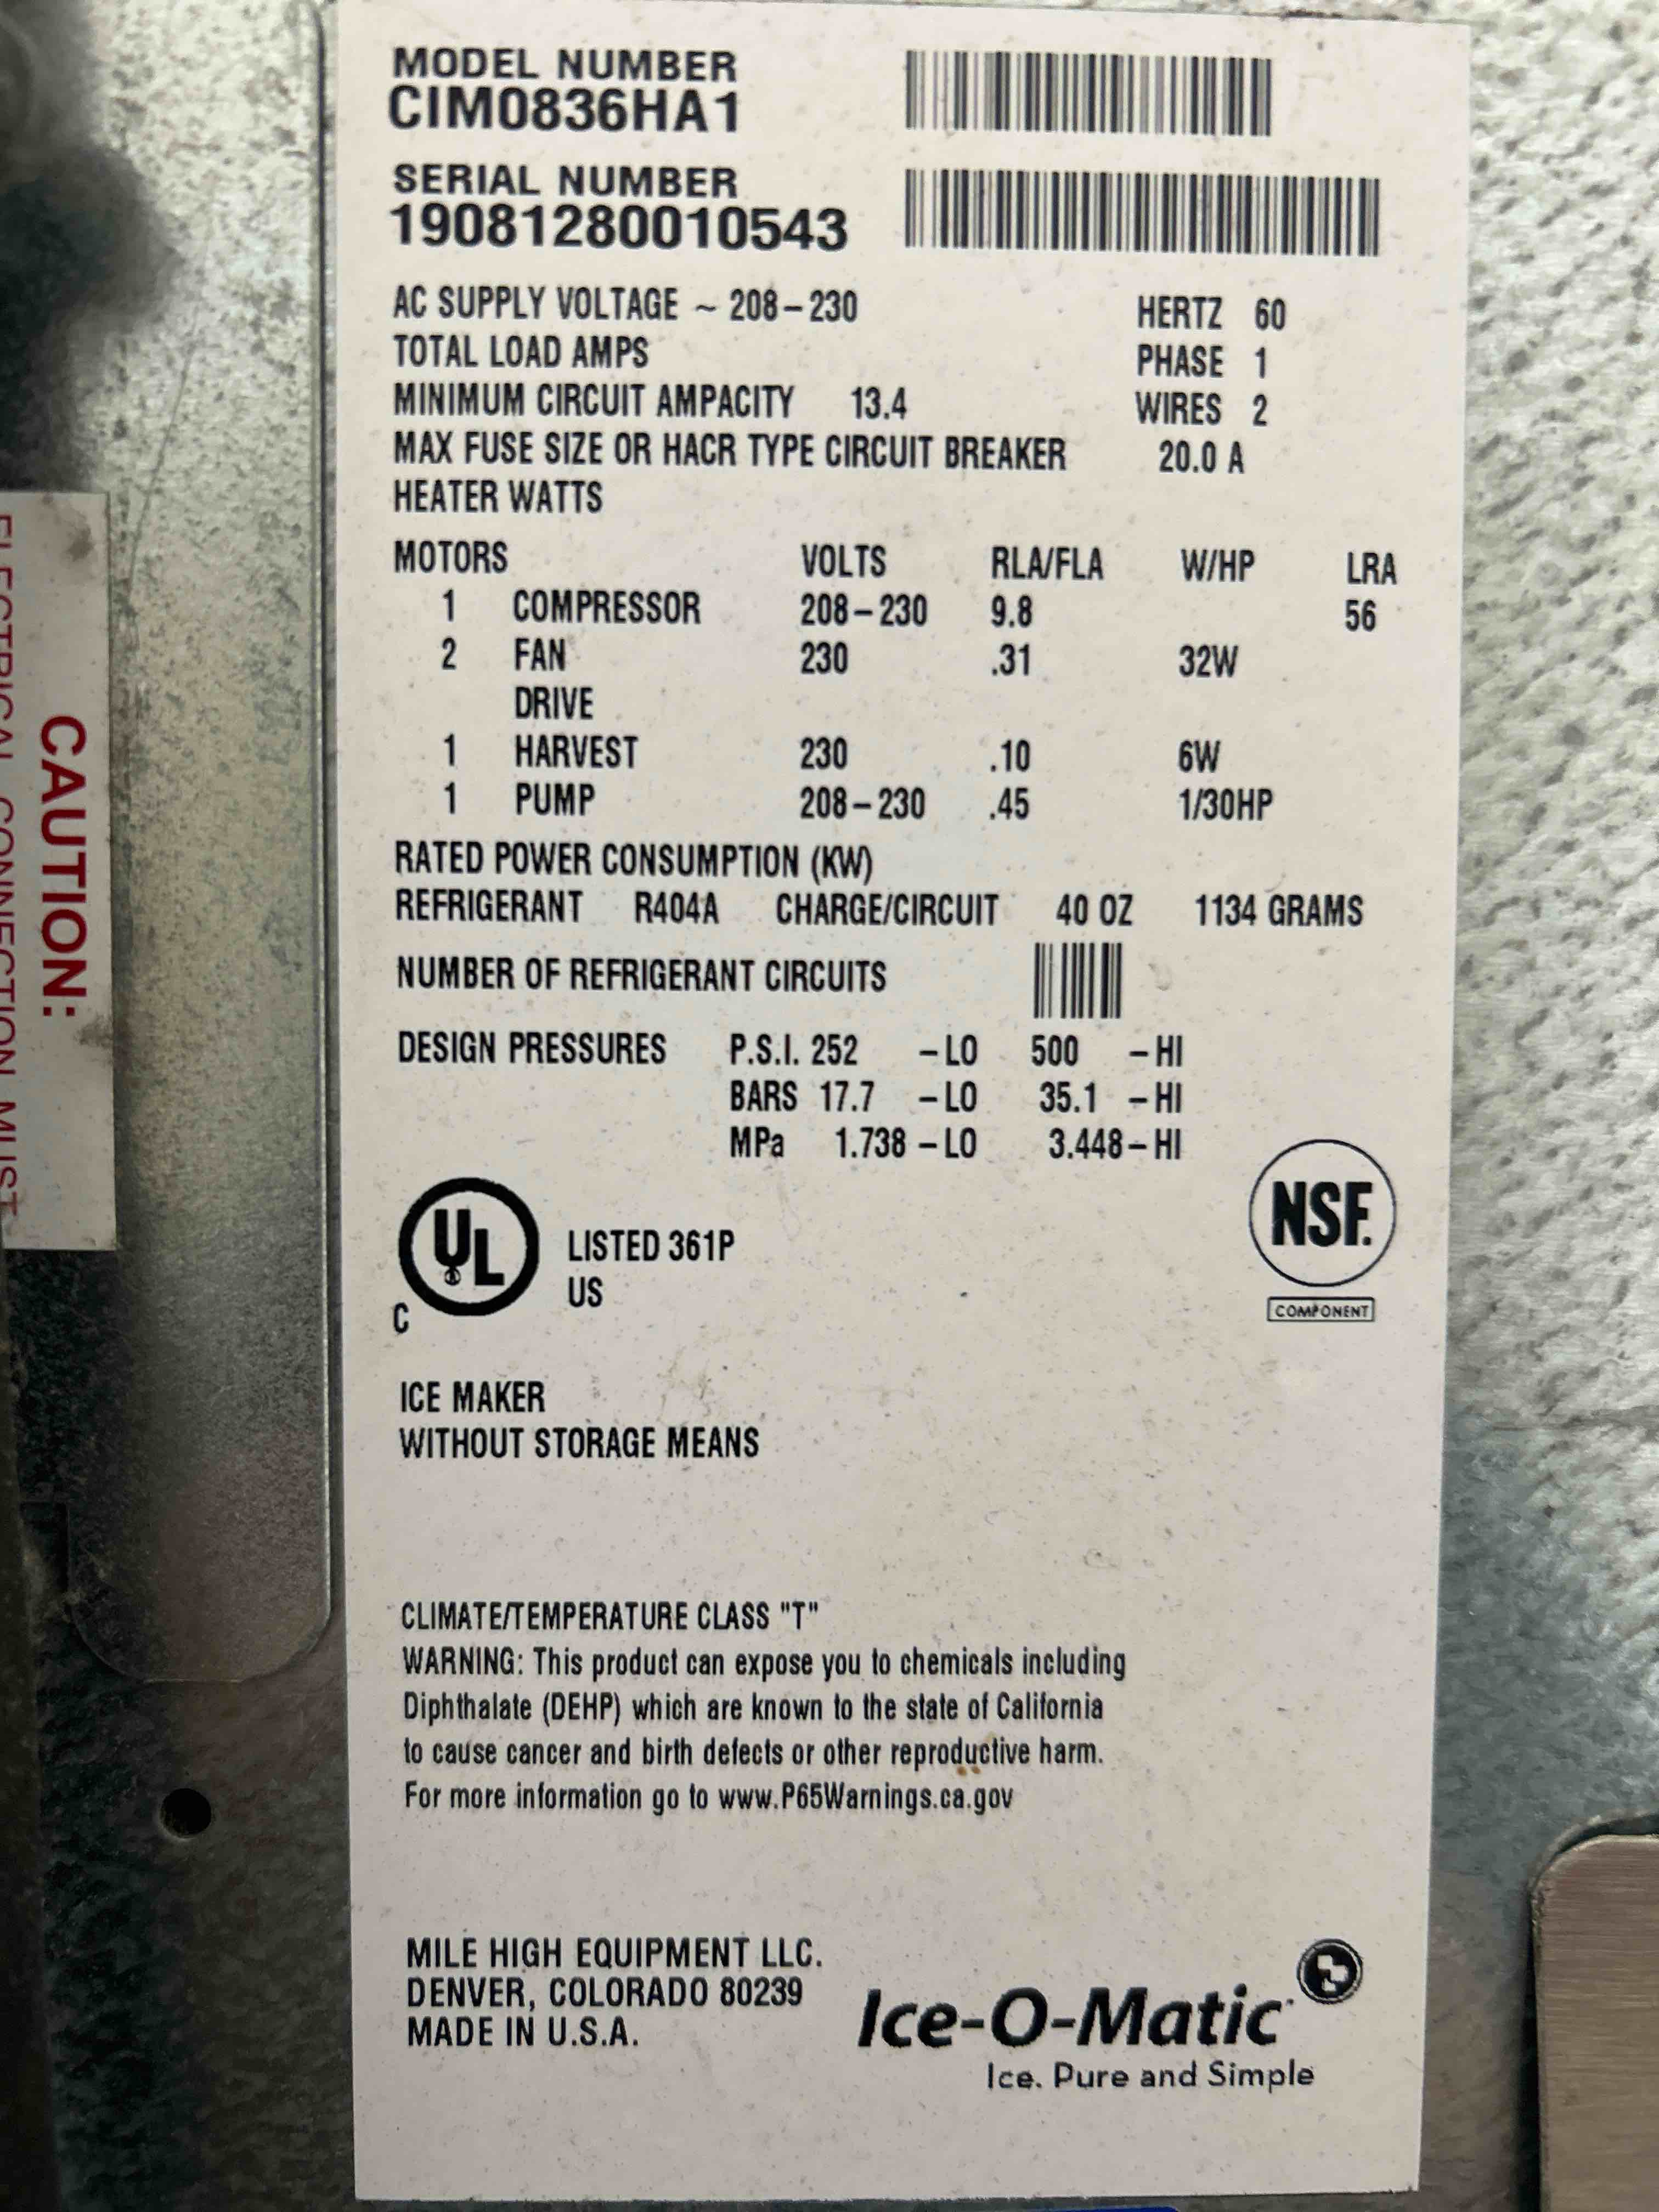 MODEL NUMBER
CIM0836HA1
SERIAL NUMBER
19081280010543
AC SUPPLY VOLTAGE ~ 208-230 HERTZ 60
TOTAL LOAD AMPS PHASE 1
MINIMUM CIRCUIT AMPACITY 13.4 WIRES 2
MAX FUSE SIZE OR HACR TYPE CIRCUIT BREAKER 20.0 A
HEATER WATTS
MOTORS VOLTS RLA/FLA W/HP LRA
1 COMPRESSOR 208-230 9.8 56
2 FAN 230 .31 32W
DRIVE
1 HARVEST 230 .10 6W
1 PUMP 208-230 .45 1/30HP
RATED POWER CONSUMPTION (KW)
REFRIGERANT R404A CHARGE/CIRCUIT 40 OZ 1134 GRAMS
NUMBER OF REFRIGERANT CIRCUITS
DESIGN PRESSURES P.S.I. 252 -LO 500 -HI
BARS 17.7 -LO 35.1 -HI
MPa 1.738 -LO 3.448-HI
C UL LISTED 361P
US
NSF.
COMPONENT
ICE MAKER
WITHOUT STORAGE MEANS
CLIMATE/TEMPERATURE CLASS "T"
WARNING: This product can expose you to chemicals including
Diphthalate (DEHP) which are known to the state of California
to cause cancer and birth defects or other reproductive harm.
For more information go to www.P65Warnings.ca.gov
MILE HIGH EQUIPMENT LLC.
DENVER, COLORADO 80239
MADE IN U.S.A.
Ice-O-Matic
Ice. Pure and Simple
CAUTION:
ELECTRICAL CONNECTION MUST